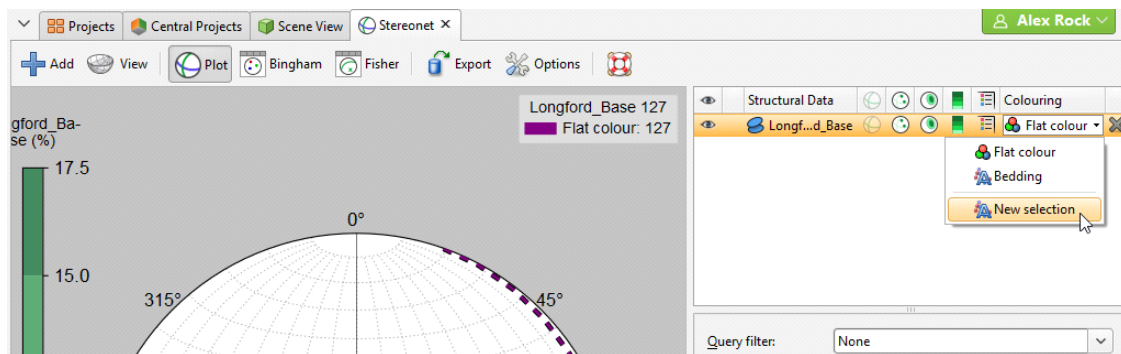 Projects Central Projects Scene View Stereonet Alex Rock
Add View Plot Bingham Fisher Export Options
Longford_Base 127
Flat colour: 127
gford_Ba-
se (%)
17.5
15.0
0°
315°
45°
Structural Data Colouring
Longf...d_Base Flat colour
Flat colour
Bedding
New selection
Query filter: None